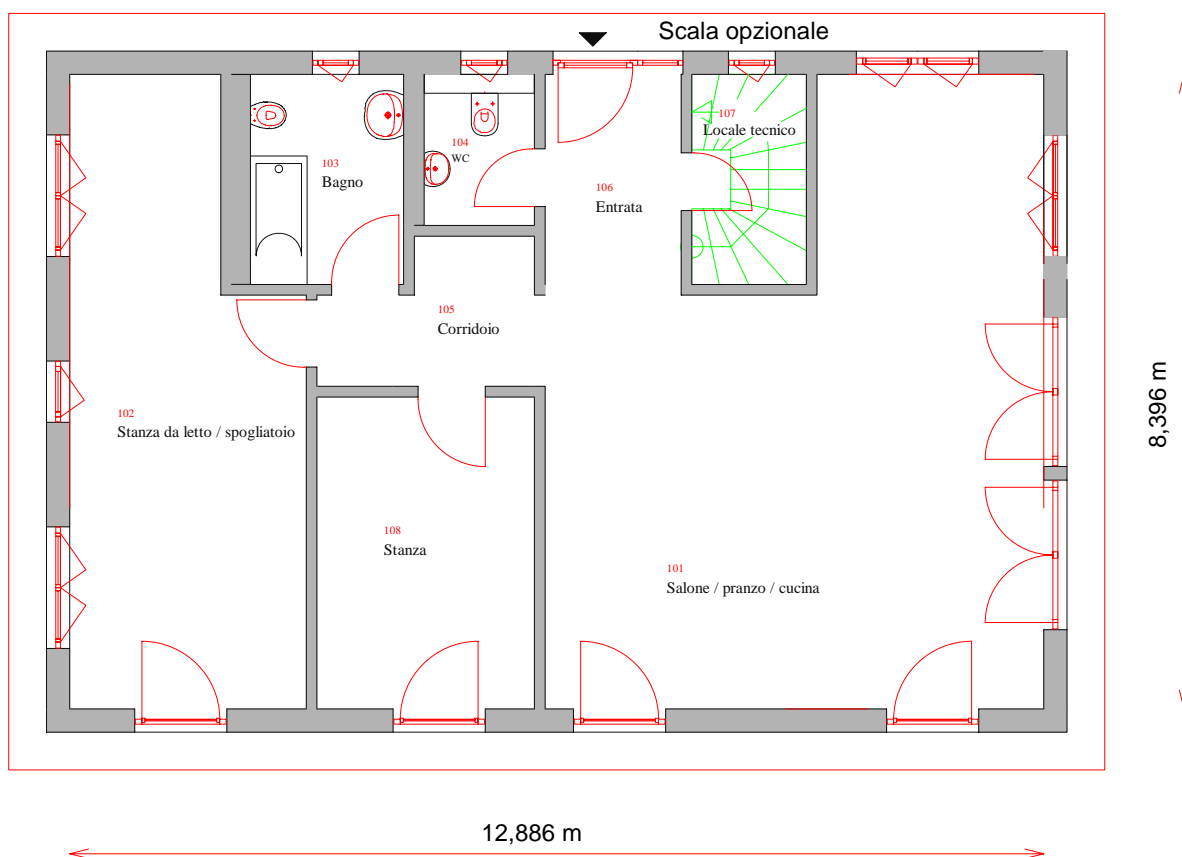 Scala opzionale
107
Locale tecnico
104
WC
103
Bagno
106
Entrata
105
Corridoio
102
Stanza da letto / spogliatoio
108
Stanza
101
Salone / pranzo / cucina
8,396 m
12,886 m